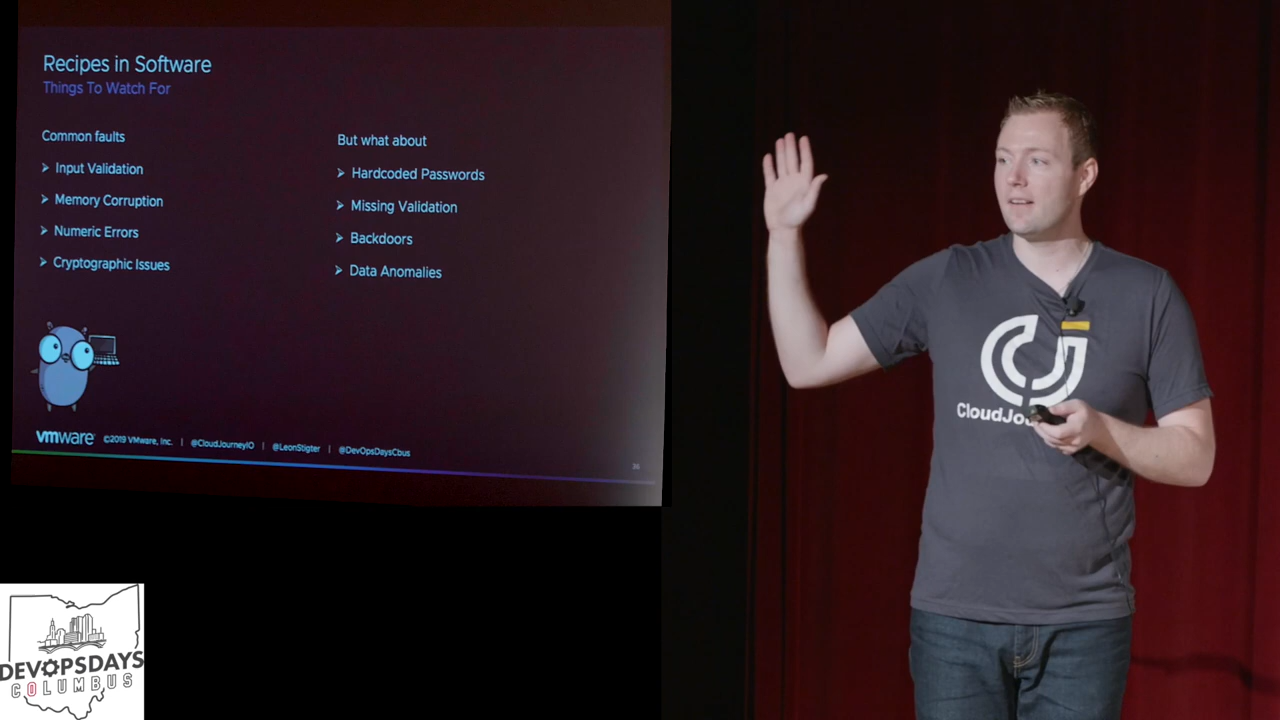 Recipes in Software
Things To Watch For
Common faults
➢ Input Validation
➢ Memory Corruption
➢ Numeric Errors
➢ Cryptographic Issues
But what about
➢ Hardcoded Passwords
➢ Missing Validation
➢ Backdoors
➢ Data Anomalies
vmware® ©2019 VMware, Inc. | @CloudJourneyIO | @LeonStigter | @DevOpsDaysCbus
36
CloudJo
DEVOPSDAYS
COLUMBUS